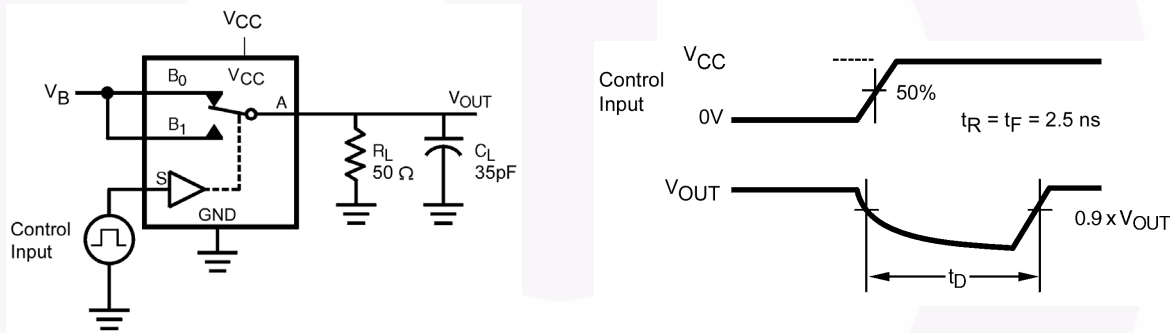 VCC
B0
VCC
VB
A
VOUT
B1
RL
50 Ω
CL
35pF
S
GND
Control
Input
VCC
Control
Input
50%
0V
tR = tF = 2.5 ns
VOUT
0.9 x VOUT
tD